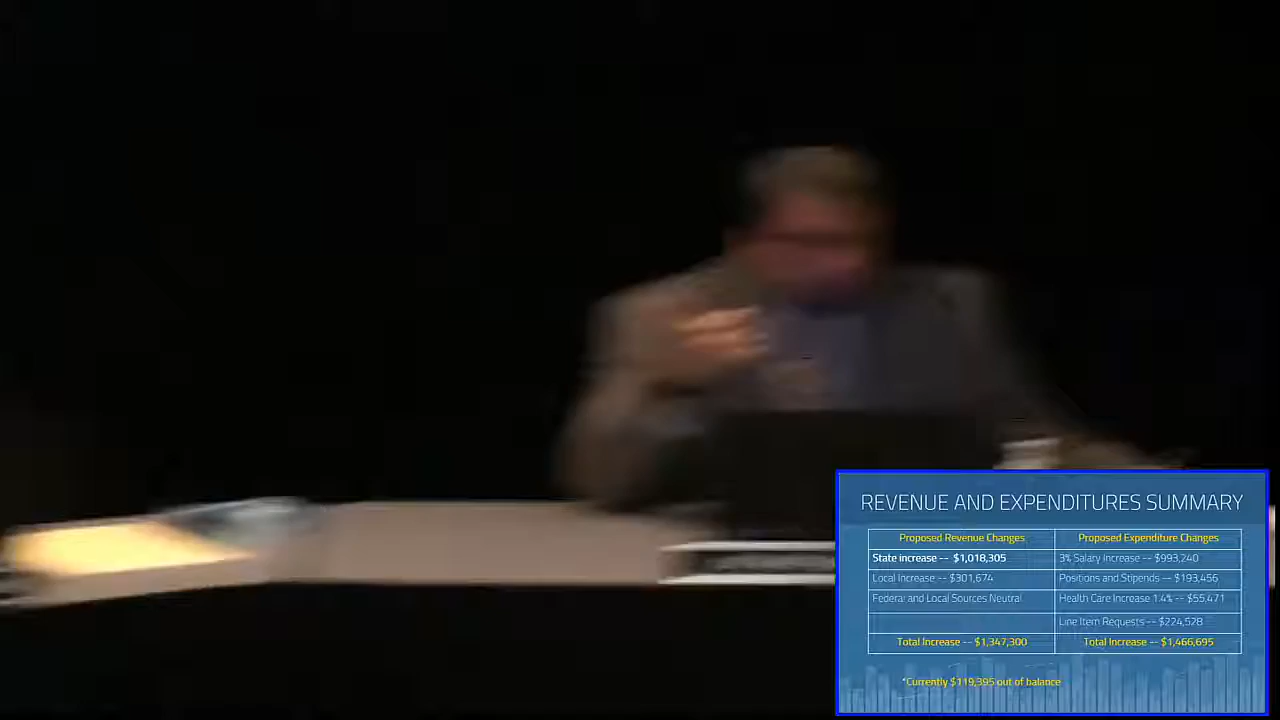 REVENUE AND EXPENDITURES SUMMARY
Proposed Revenue Changes
Proposed Expenditure Changes
State increase -- $1,018,305
3% Salary Increase -- $993,240
Local Increase -- $301,674
Positions and Stipends -- $193,456
Federal and Local Sources Neutral
Health Care Increase 1.4% -- $55,471
Line Item Requests -- $224,528
Total Increase -- $1,347,300
Total Increase -- $1,466,695
*Currently $119,395 out of balance